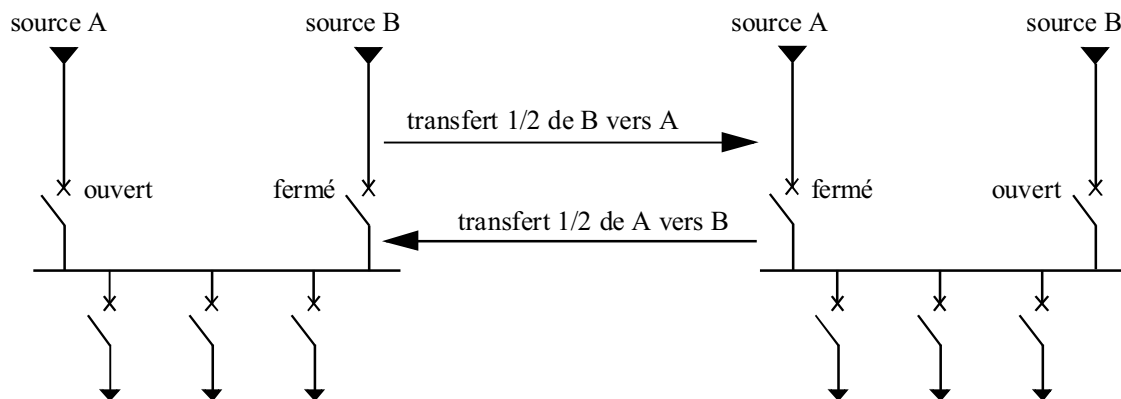 source A
source B
source A
source B
transfert 1/2 de B vers A
ouvert
fermé
fermé
ouvert
transfert 1/2 de A vers B